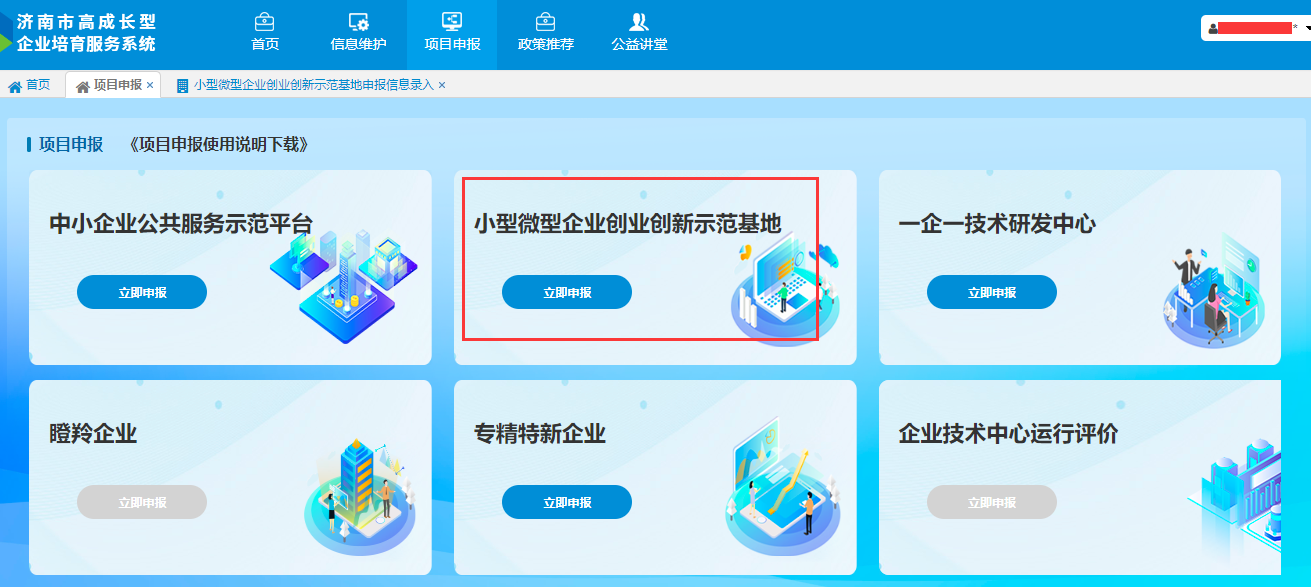 济南市高成长型
企业培育服务系统
首页
信息维护
项目申报
政策推荐
公益讲堂
*
首页
项目申报 ×
小型微型企业创业创新示范基地申报信息录入 ×
项目申报 《项目申报使用说明下载》
中小企业公共服务示范平台
立即申报
小型微型企业创业创新示范基地
立即申报
一企一技术研发中心
立即申报
瞪羚企业
立即申报
专精特新企业
立即申报
企业技术中心运行评价
立即申报